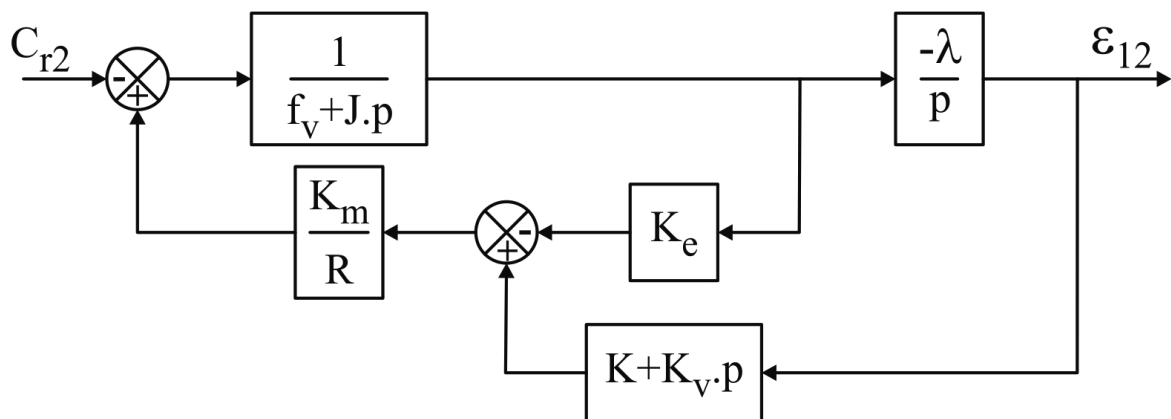 C_r2
-
+
1
f_v+J.p
-λ
p
ε_12
K_m
R
-
+
K_e
K+K_v.p